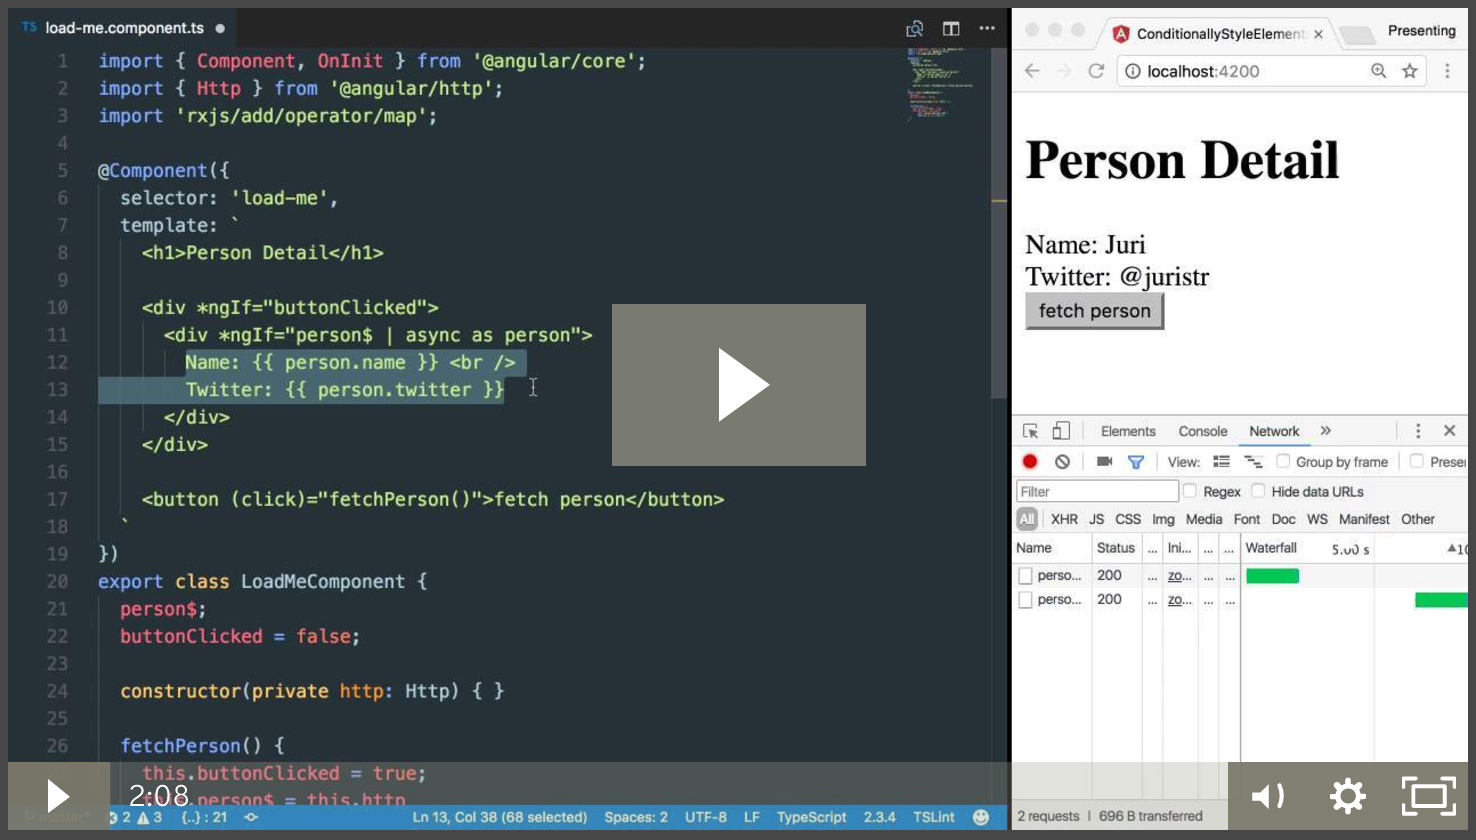 TS load-me.component.ts
1 import { Component, OnInit } from '@angular/core';
2 import { Http } from '@angular/http';
3 import 'rxjs/add/operator/map';
4
5 @Component({
6 selector: 'load-me',
7 template: `
8 <h1>Person Detail</h1>
9
10 <div *ngIf="buttonClicked">
11 <div *ngIf="person$ | async as person">
12 Name: {{ person.name }} <br />
13 Twitter: {{ person.twitter }}
14 </div>
15 </div>
16
17 <button (click)="fetchPerson()">fetch person</button>
18 `
19 })
20 export class LoadMeComponent {
21 person$;
22 buttonClicked = false;
23
24 constructor(private http: Http) { }
25
26 fetchPerson() {
this.buttonClicked = true;
this.person$ = this.http
2:08
2 3 {..} : 21 Ln 13, Col 38 (68 selected) Spaces: 2 UTF-8 LF TypeScript 2.3.4 TSLint
ConditionallyStyleElement × Presenting
localhost:4200
Person Detail
Name: Juri
Twitter: @juristr
fetch person
Elements Console Network »
View: Group by frame Preser
Filter Regex Hide data URLs
All XHR JS CSS Img Media Font Doc WS Manifest Other
Name Status ... Ini... ... ... Waterfall 5.00 s 10
perso... 200 ... zo... ... ...
perso... 200 ... zo... ... ...
2 requests | 696 B transferred